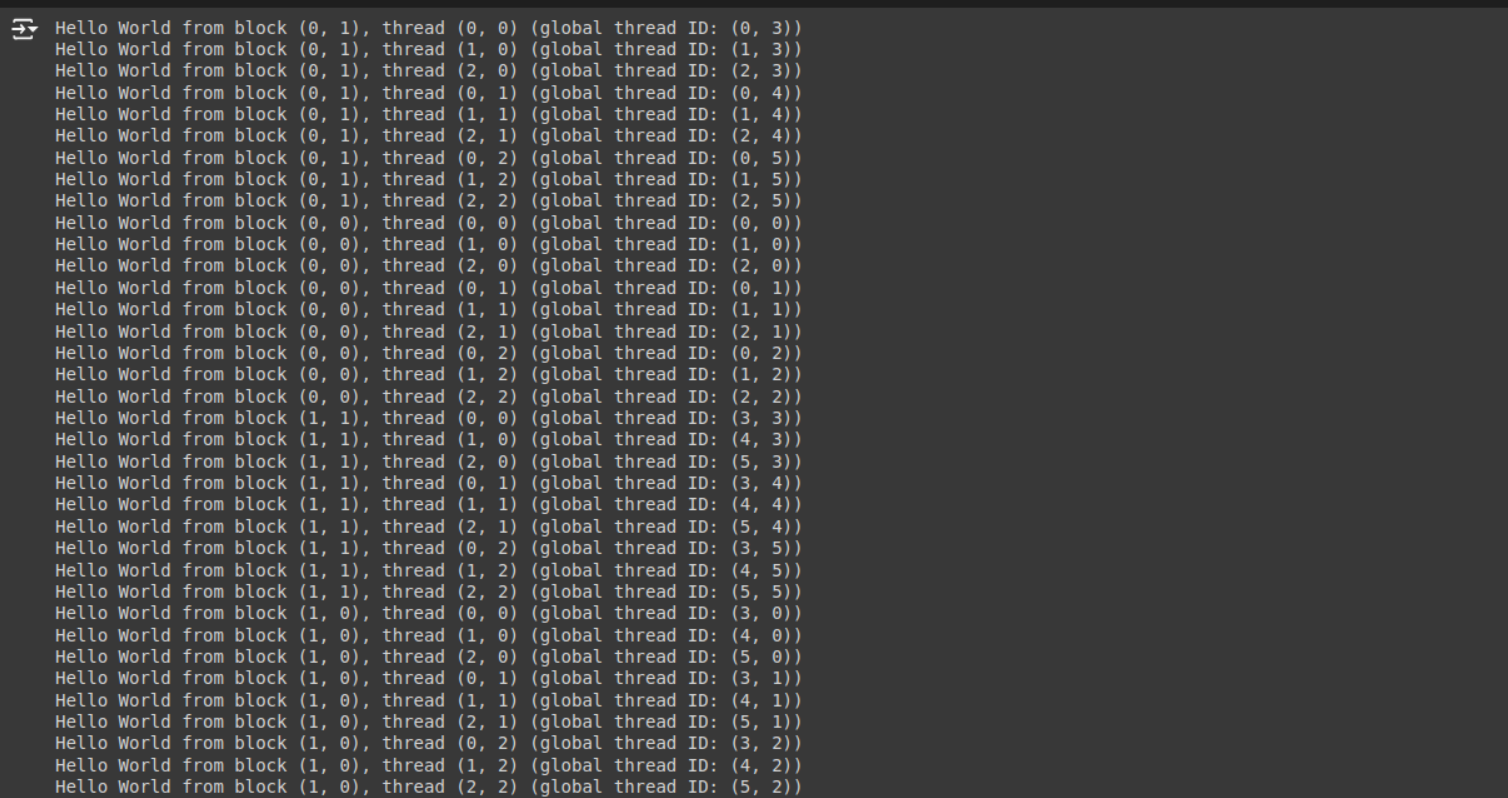 Hello World from block (0, 1), thread (0, 0) (global thread ID: (0, 3))
Hello World from block (0, 1), thread (1, 0) (global thread ID: (1, 3))
Hello World from block (0, 1), thread (2, 0) (global thread ID: (2, 3))
Hello World from block (0, 1), thread (0, 1) (global thread ID: (0, 4))
Hello World from block (0, 1), thread (1, 1) (global thread ID: (1, 4))
Hello World from block (0, 1), thread (2, 1) (global thread ID: (2, 4))
Hello World from block (0, 1), thread (0, 2) (global thread ID: (0, 5))
Hello World from block (0, 1), thread (1, 2) (global thread ID: (1, 5))
Hello World from block (0, 1), thread (2, 2) (global thread ID: (2, 5))
Hello World from block (0, 0), thread (0, 0) (global thread ID: (0, 0))
Hello World from block (0, 0), thread (1, 0) (global thread ID: (1, 0))
Hello World from block (0, 0), thread (2, 0) (global thread ID: (2, 0))
Hello World from block (0, 0), thread (0, 1) (global thread ID: (0, 1))
Hello World from block (0, 0), thread (1, 1) (global thread ID: (1, 1))
Hello World from block (0, 0), thread (2, 1) (global thread ID: (2, 1))
Hello World from block (0, 0), thread (0, 2) (global thread ID: (0, 2))
Hello World from block (0, 0), thread (1, 2) (global thread ID: (1, 2))
Hello World from block (0, 0), thread (2, 2) (global thread ID: (2, 2))
Hello World from block (1, 1), thread (0, 0) (global thread ID: (3, 3))
Hello World from block (1, 1), thread (1, 0) (global thread ID: (4, 3))
Hello World from block (1, 1), thread (2, 0) (global thread ID: (5, 3))
Hello World from block (1, 1), thread (0, 1) (global thread ID: (3, 4))
Hello World from block (1, 1), thread (1, 1) (global thread ID: (4, 4))
Hello World from block (1, 1), thread (2, 1) (global thread ID: (5, 4))
Hello World from block (1, 1), thread (0, 2) (global thread ID: (3, 5))
Hello World from block (1, 1), thread (1, 2) (global thread ID: (4, 5))
Hello World from block (1, 1), thread (2, 2) (global thread ID: (5, 5))
Hello World from block (1, 0), thread (0, 0) (global thread ID: (3, 0))
Hello World from block (1, 0), thread (1, 0) (global thread ID: (4, 0))
Hello World from block (1, 0), thread (2, 0) (global thread ID: (5, 0))
Hello World from block (1, 0), thread (0, 1) (global thread ID: (3, 1))
Hello World from block (1, 0), thread (1, 1) (global thread ID: (4, 1))
Hello World from block (1, 0), thread (2, 1) (global thread ID: (5, 1))
Hello World from block (1, 0), thread (0, 2) (global thread ID: (3, 2))
Hello World from block (1, 0), thread (1, 2) (global thread ID: (4, 2))
Hello World from block (1, 0), thread (2, 2) (global thread ID: (5, 2))